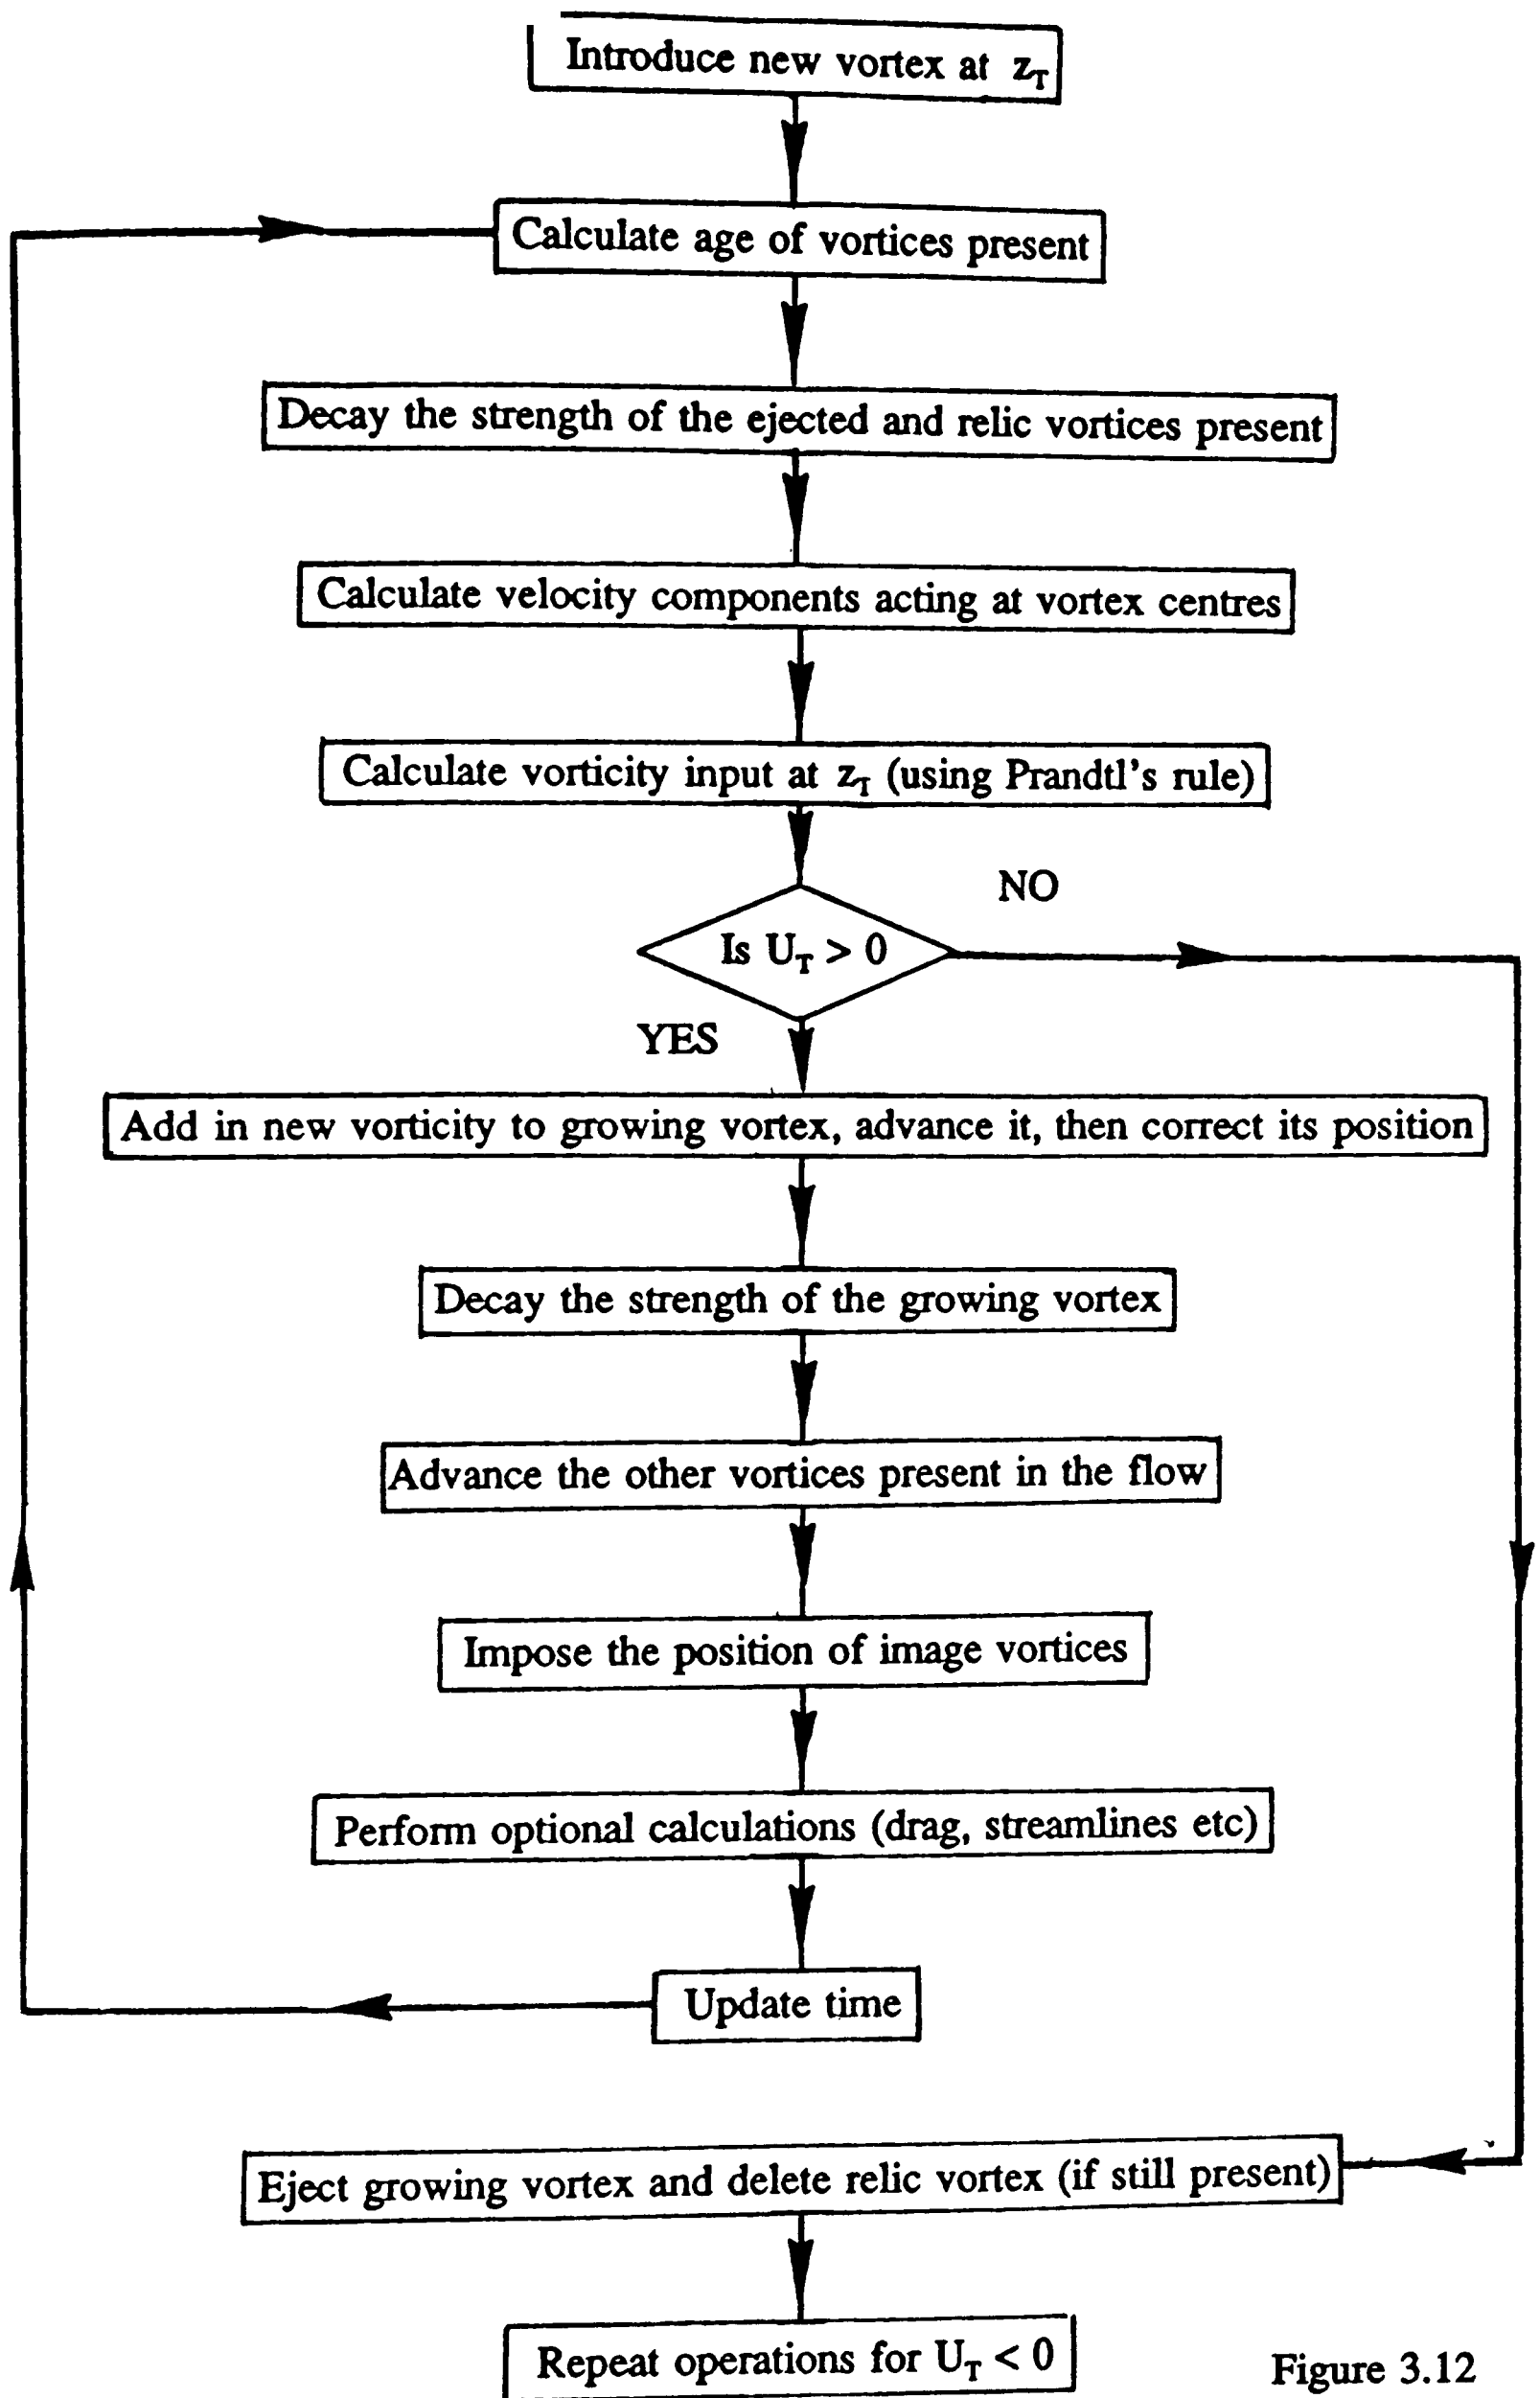 Introduce new vortex at z_T
Calculate age of vortices present
Decay the strength of the ejected and relic vortices present
Calculate velocity components acting at vortex centres
Calculate vorticity input at z_T (using Prandtl's rule)
NO
Is U_T > 0
YES
Add in new vorticity to growing vortex, advance it, then correct its position
Decay the strength of the growing vortex
Advance the other vortices present in the flow
Impose the position of image vortices
Perform optional calculations (drag, streamlines etc)
Update time
Eject growing vortex and delete relic vortex (if still present)
Repeat operations for U_T < 0
Figure 3.12